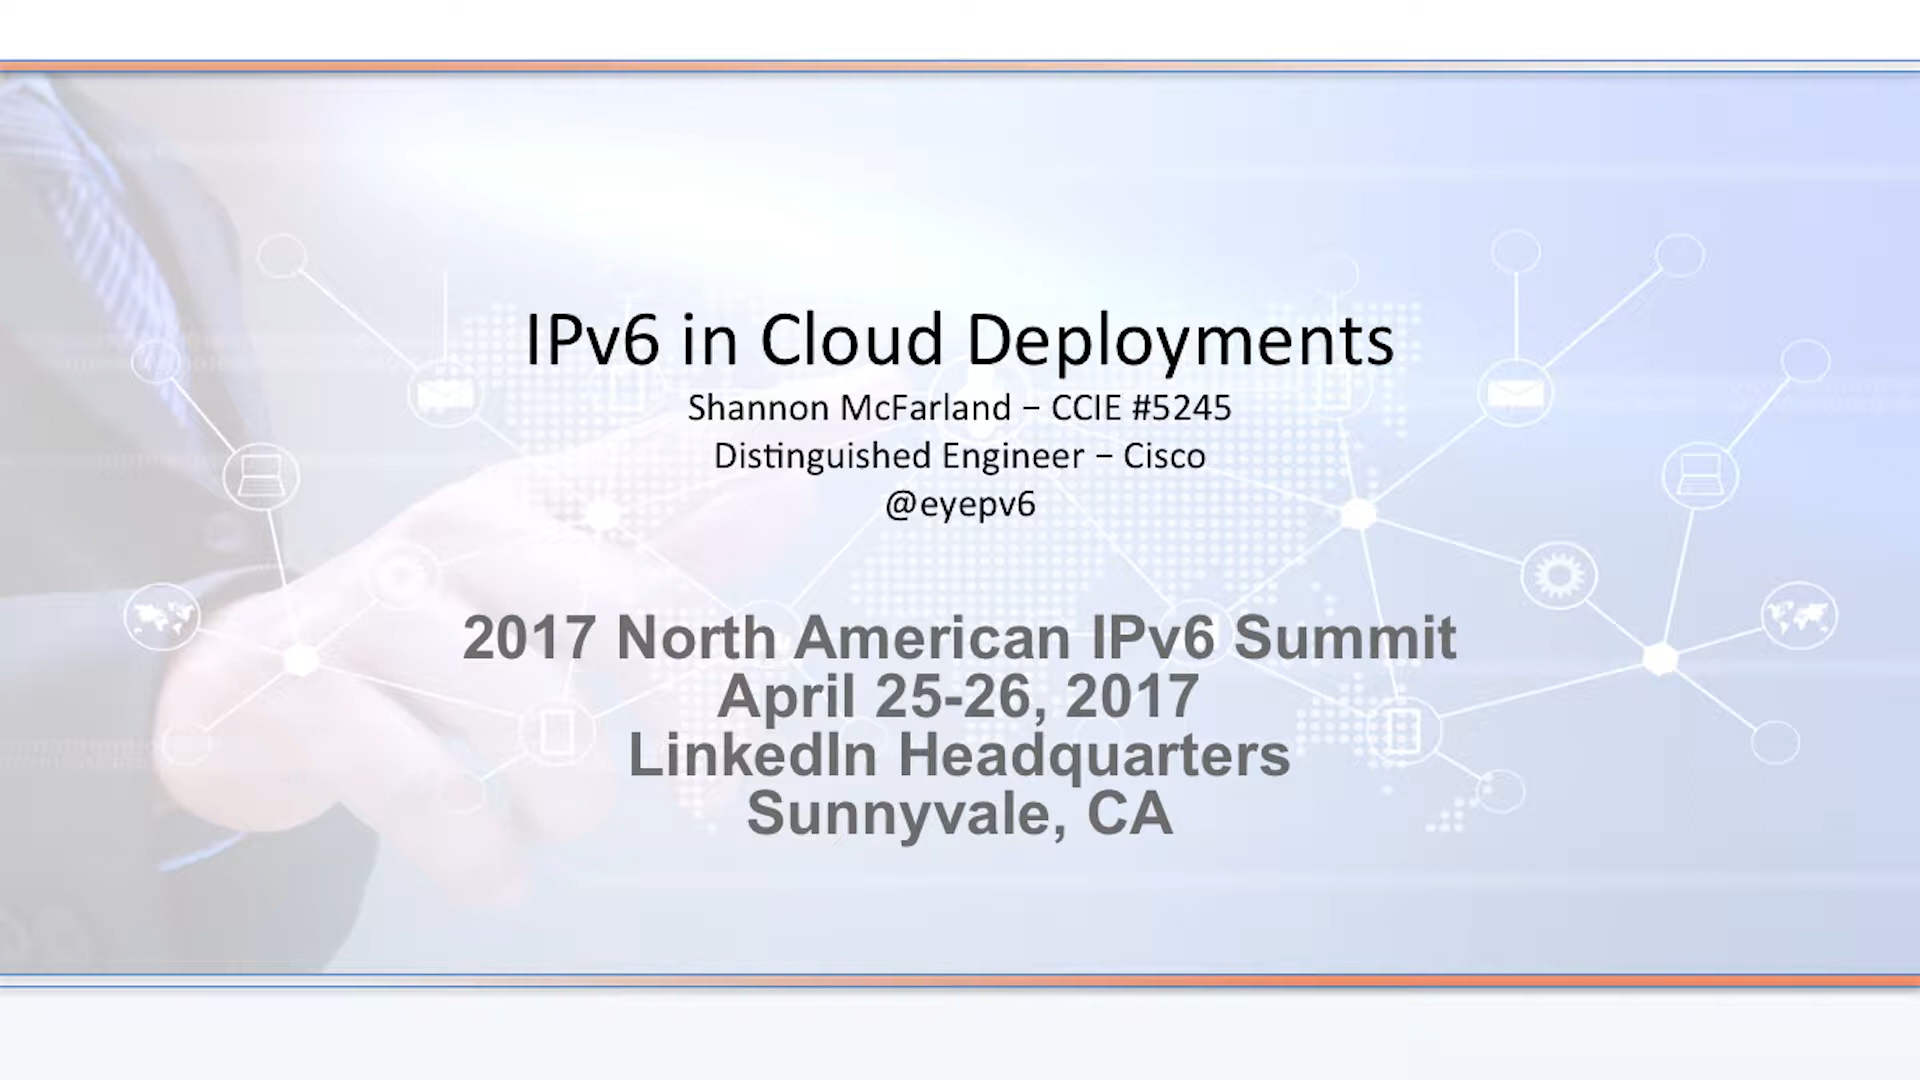 IPv6 in Cloud Deployments
Shannon McFarland – CCIE #5245
Distinguished Engineer – Cisco
@eyepv6
2017 North American IPv6 Summit
April 25-26, 2017
LinkedIn Headquarters
Sunnyvale, CA